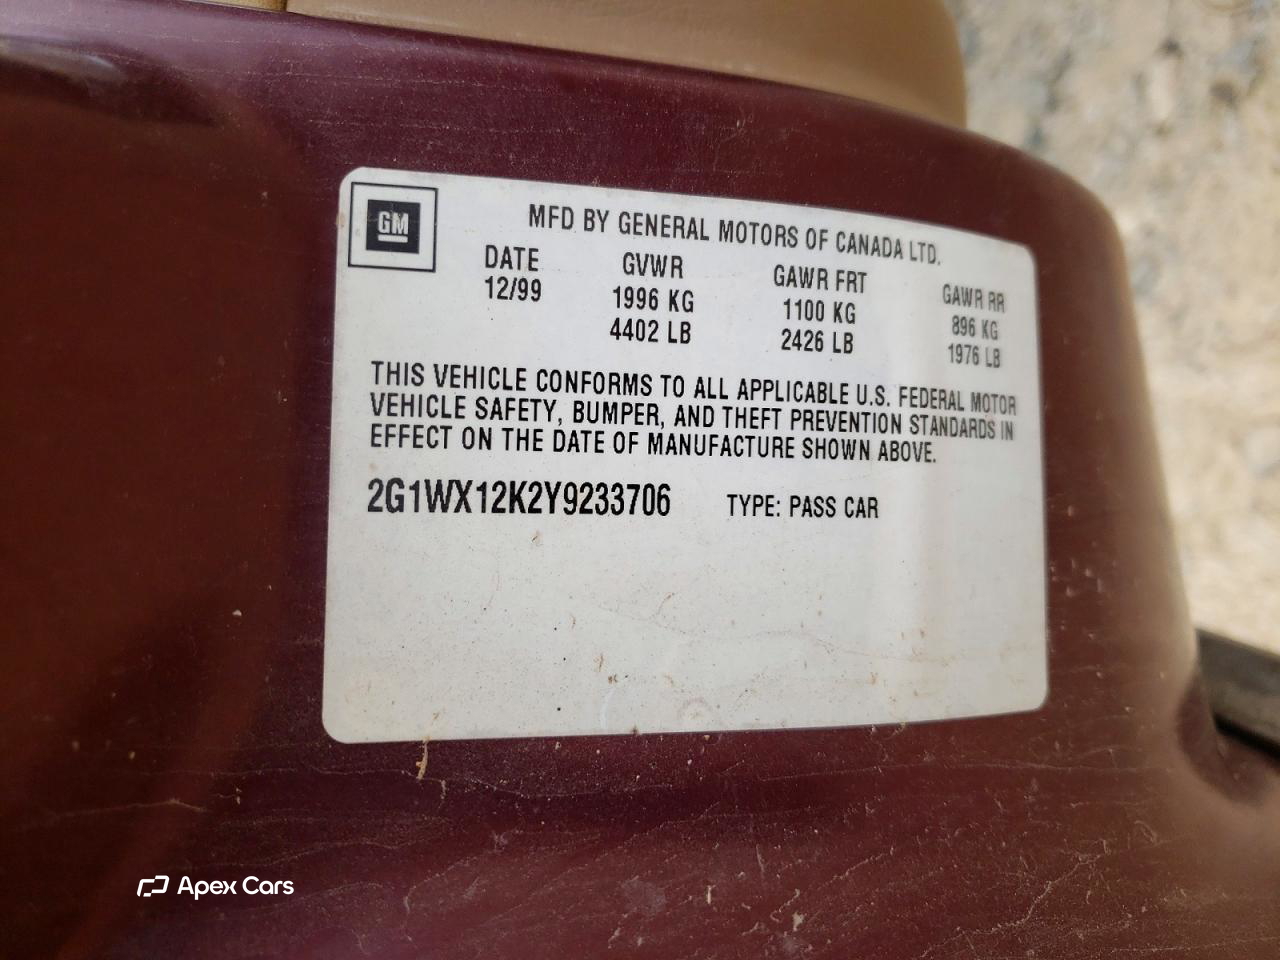 GM
MFD BY GENERAL MOTORS OF CANADA LTD.
DATE GVWR GAWR FRT GAWR RR
12/99 1996 KG 1100 KG 896 KG
4402 LB 2426 LB 1976 LB
THIS VEHICLE CONFORMS TO ALL APPLICABLE U.S. FEDERAL MOTOR
VEHICLE SAFETY, BUMPER, AND THEFT PREVENTION STANDARDS IN
EFFECT ON THE DATE OF MANUFACTURE SHOWN ABOVE.
2G1WX12K2Y9233706 TYPE: PASS CAR
Apex Cars